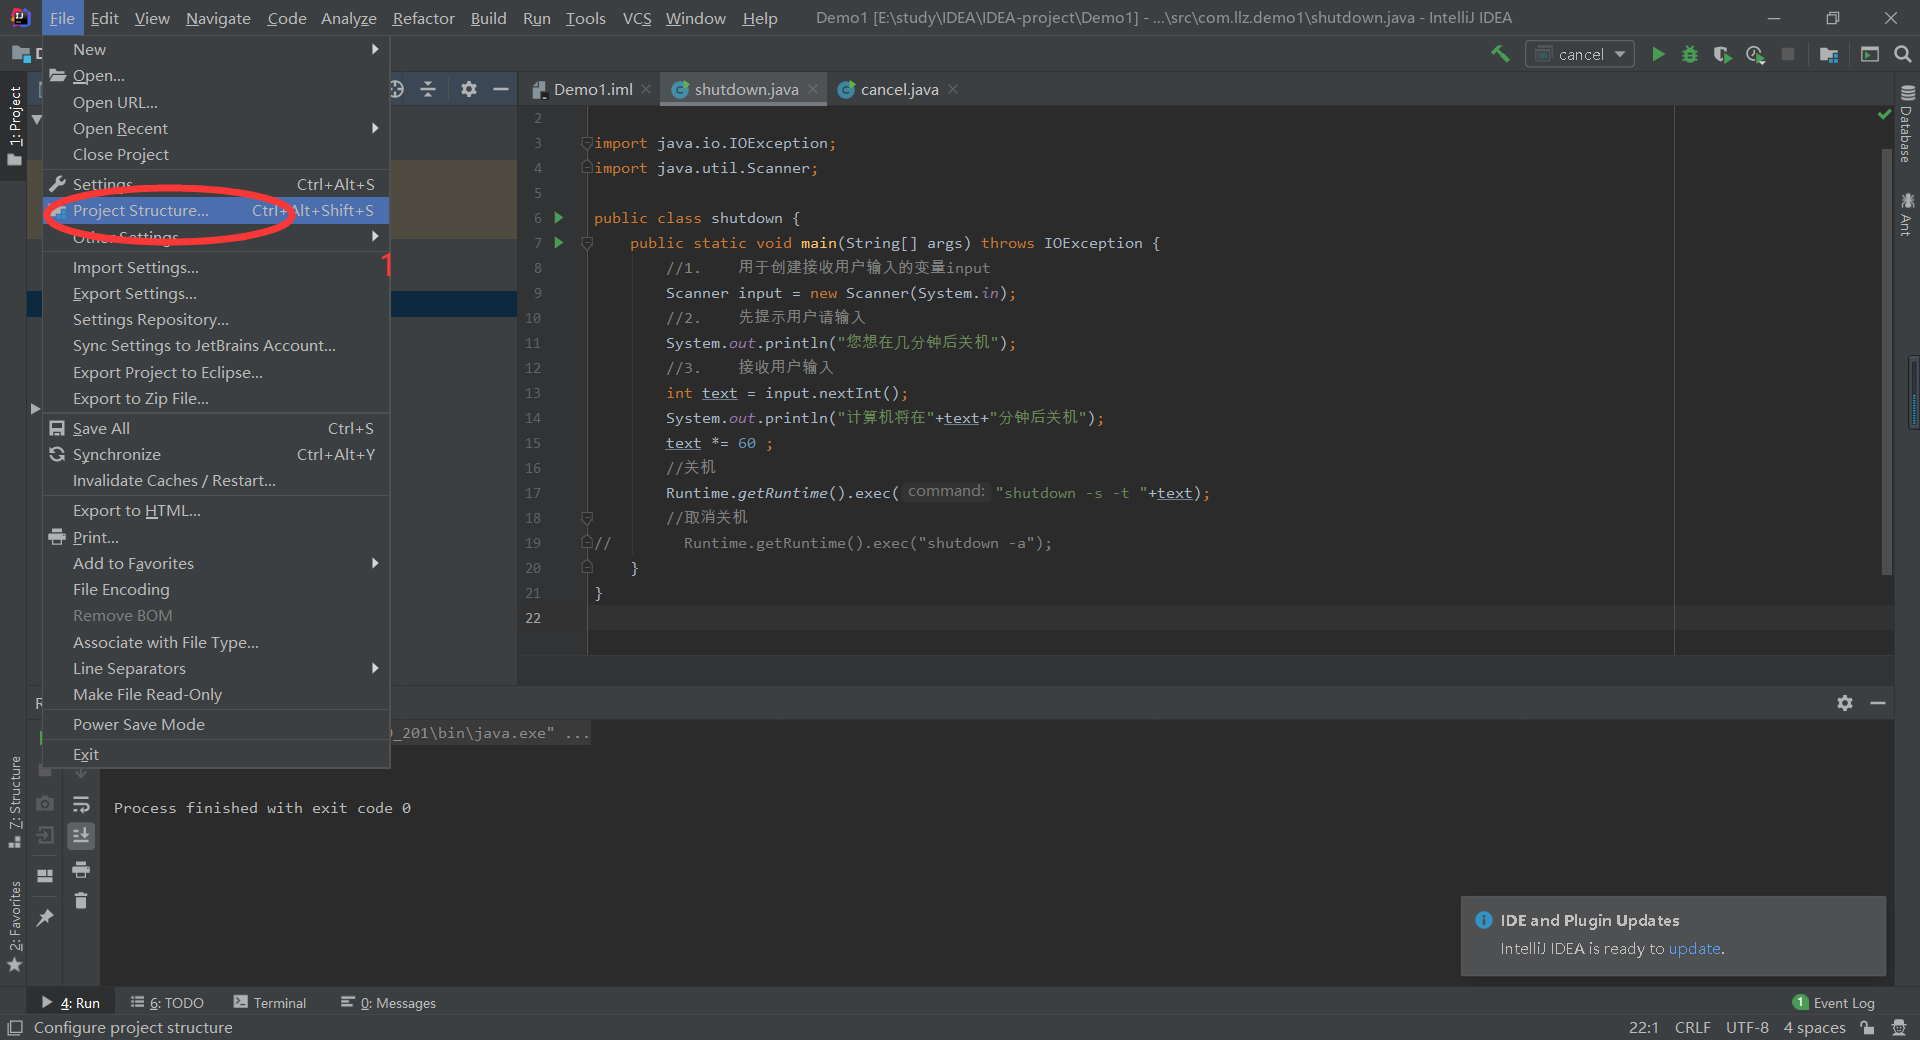 File Edit View Navigate Code Analyze Refactor Build Run Tools VCS Window Help Demo1 [E:\study\IDEA\IDEA-project\Demo1] - ...\src\com.llz.demo1\shutdown.java - IntelliJ IDEA
cancel
New
Open...
Open URL...
Open Recent
Close Project
Settings... Ctrl+Alt+S
Project Structure... Ctrl+Alt+Shift+S
Other Settings
1
Import Settings...
Export Settings...
Settings Repository...
Sync Settings to JetBrains Account...
Export Project to Eclipse...
Export to Zip File...
Save All Ctrl+S
Synchronize Ctrl+Alt+Y
Invalidate Caches / Restart...
Export to HTML...
Print...
Add to Favorites
File Encoding
Remove BOM
Associate with File Type...
Line Separators
Make File Read-Only
Power Save Mode
Exit
1: Project
7: Structure
2: Favorites
Demo1.iml shutdown.java cancel.java
2
3 import java.io.IOException;
4 import java.util.Scanner;
5
6 public class shutdown {
7 public static void main(String[] args) throws IOException {
8 //1. 用于创建接收用户输入的变量input
9 Scanner input = new Scanner(System.in);
10 //2. 先提示用户请输入
11 System.out.println("您想在几分钟后关机");
12 //3. 接收用户输入
13 int text = input.nextInt();
14 System.out.println("计算机将在"+text+"分钟后关机");
15 text *= 60 ;
16 //关机
17 Runtime.getRuntime().exec( command: "shutdown -s -t "+text);
18 //取消关机
19 // Runtime.getRuntime().exec("shutdown -a");
20 }
21 }
22
Database
Ant
_201\bin\java.exe" ...
Process finished with exit code 0
IDE and Plugin Updates
IntelliJ IDEA is ready to update.
4: Run 6: TODO Terminal 0: Messages 1 Event Log
Configure project structure 22:1 CRLF UTF-8 4 spaces